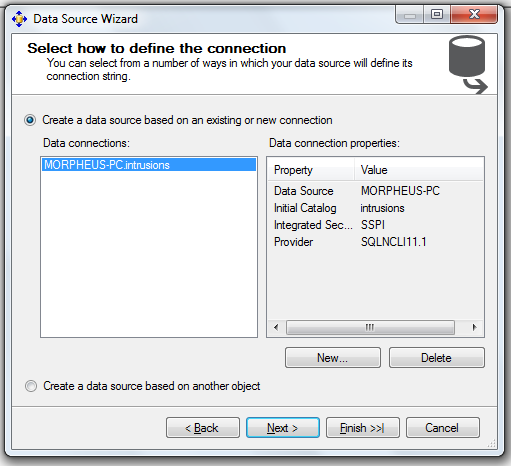 Data Source Wizard
Select how to define the connection
You can select from a number of ways in which your data source will define its
connection string.
Create a data source based on an existing or new connection
Data connections:
MORPHEUS-PC.intrusions
Data connection properties:
Property Value
Data Source MORPHEUS-PC
Initial Catalog intrusions
Integrated Sec... SSPI
Provider SQLNCLI11.1
New... Delete
Create a data source based on another object
< Back Next > Finish >>| Cancel